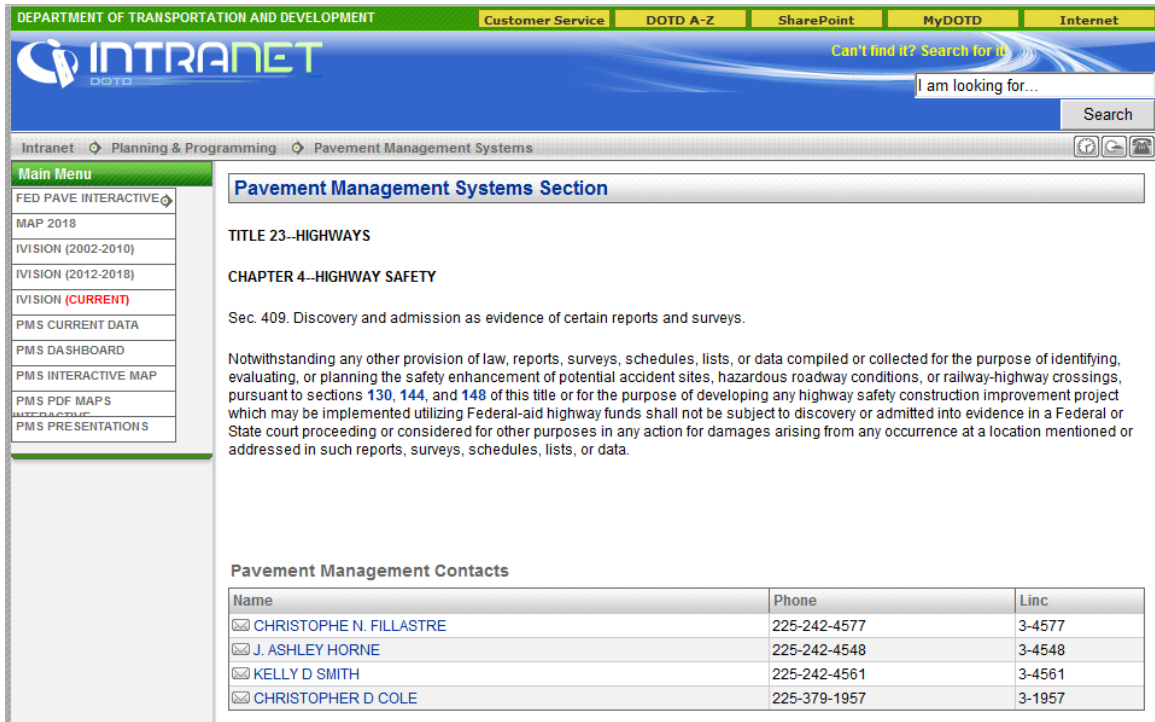 DEPARTMENT OF TRANSPORTATION AND DEVELOPMENT
Customer Service DOTD A-Z SharePoint MyDOTD Internet
INTRANET
DOTD
Can't find it? Search for it
I am looking for...
Search
Intranet Planning & Programming Pavement Management Systems
Main Menu
FED PAVE INTERACTIVE
MAP 2018
IVISION (2002-2010)
IVISION (2012-2018)
IVISION (CURRENT)
PMS CURRENT DATA
PMS DASHBOARD
PMS INTERACTIVE MAP
PMS PDF MAPS
INTERACTIVE
PMS PRESENTATIONS
Pavement Management Systems Section
TITLE 23--HIGHWAYS
CHAPTER 4--HIGHWAY SAFETY
Sec. 409. Discovery and admission as evidence of certain reports and surveys.
Notwithstanding any other provision of law, reports, surveys, schedules, lists, or data compiled or collected for the purpose of identifying,
evaluating, or planning the safety enhancement of potential accident sites, hazardous roadway conditions, or railway-highway crossings,
pursuant to sections 130, 144, and 148 of this title or for the purpose of developing any highway safety construction improvement project
which may be implemented utilizing Federal-aid highway funds shall not be subject to discovery or admitted into evidence in a Federal or
State court proceeding or considered for other purposes in any action for damages arising from any occurrence at a location mentioned or
addressed in such reports, surveys, schedules, lists, or data.
Pavement Management Contacts
Name Phone Linc
CHRISTOPHE N. FILLASTRE 225-242-4577 3-4577
J. ASHLEY HORNE 225-242-4548 3-4548
KELLY D SMITH 225-242-4561 3-4561
CHRISTOPHER D COLE 225-379-1957 3-1957